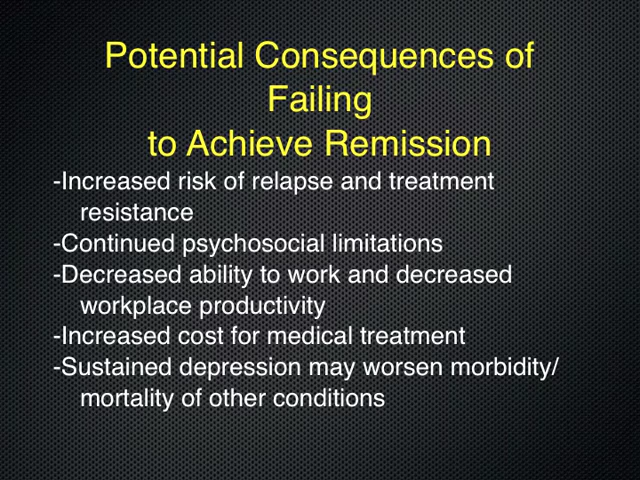 Potential Consequences of
Failing
to Achieve Remission
-Increased risk of relapse and treatment
resistance
-Continued psychosocial limitations
-Decreased ability to work and decreased
workplace productivity
-Increased cost for medical treatment
-Sustained depression may worsen morbidity/
mortality of other conditions